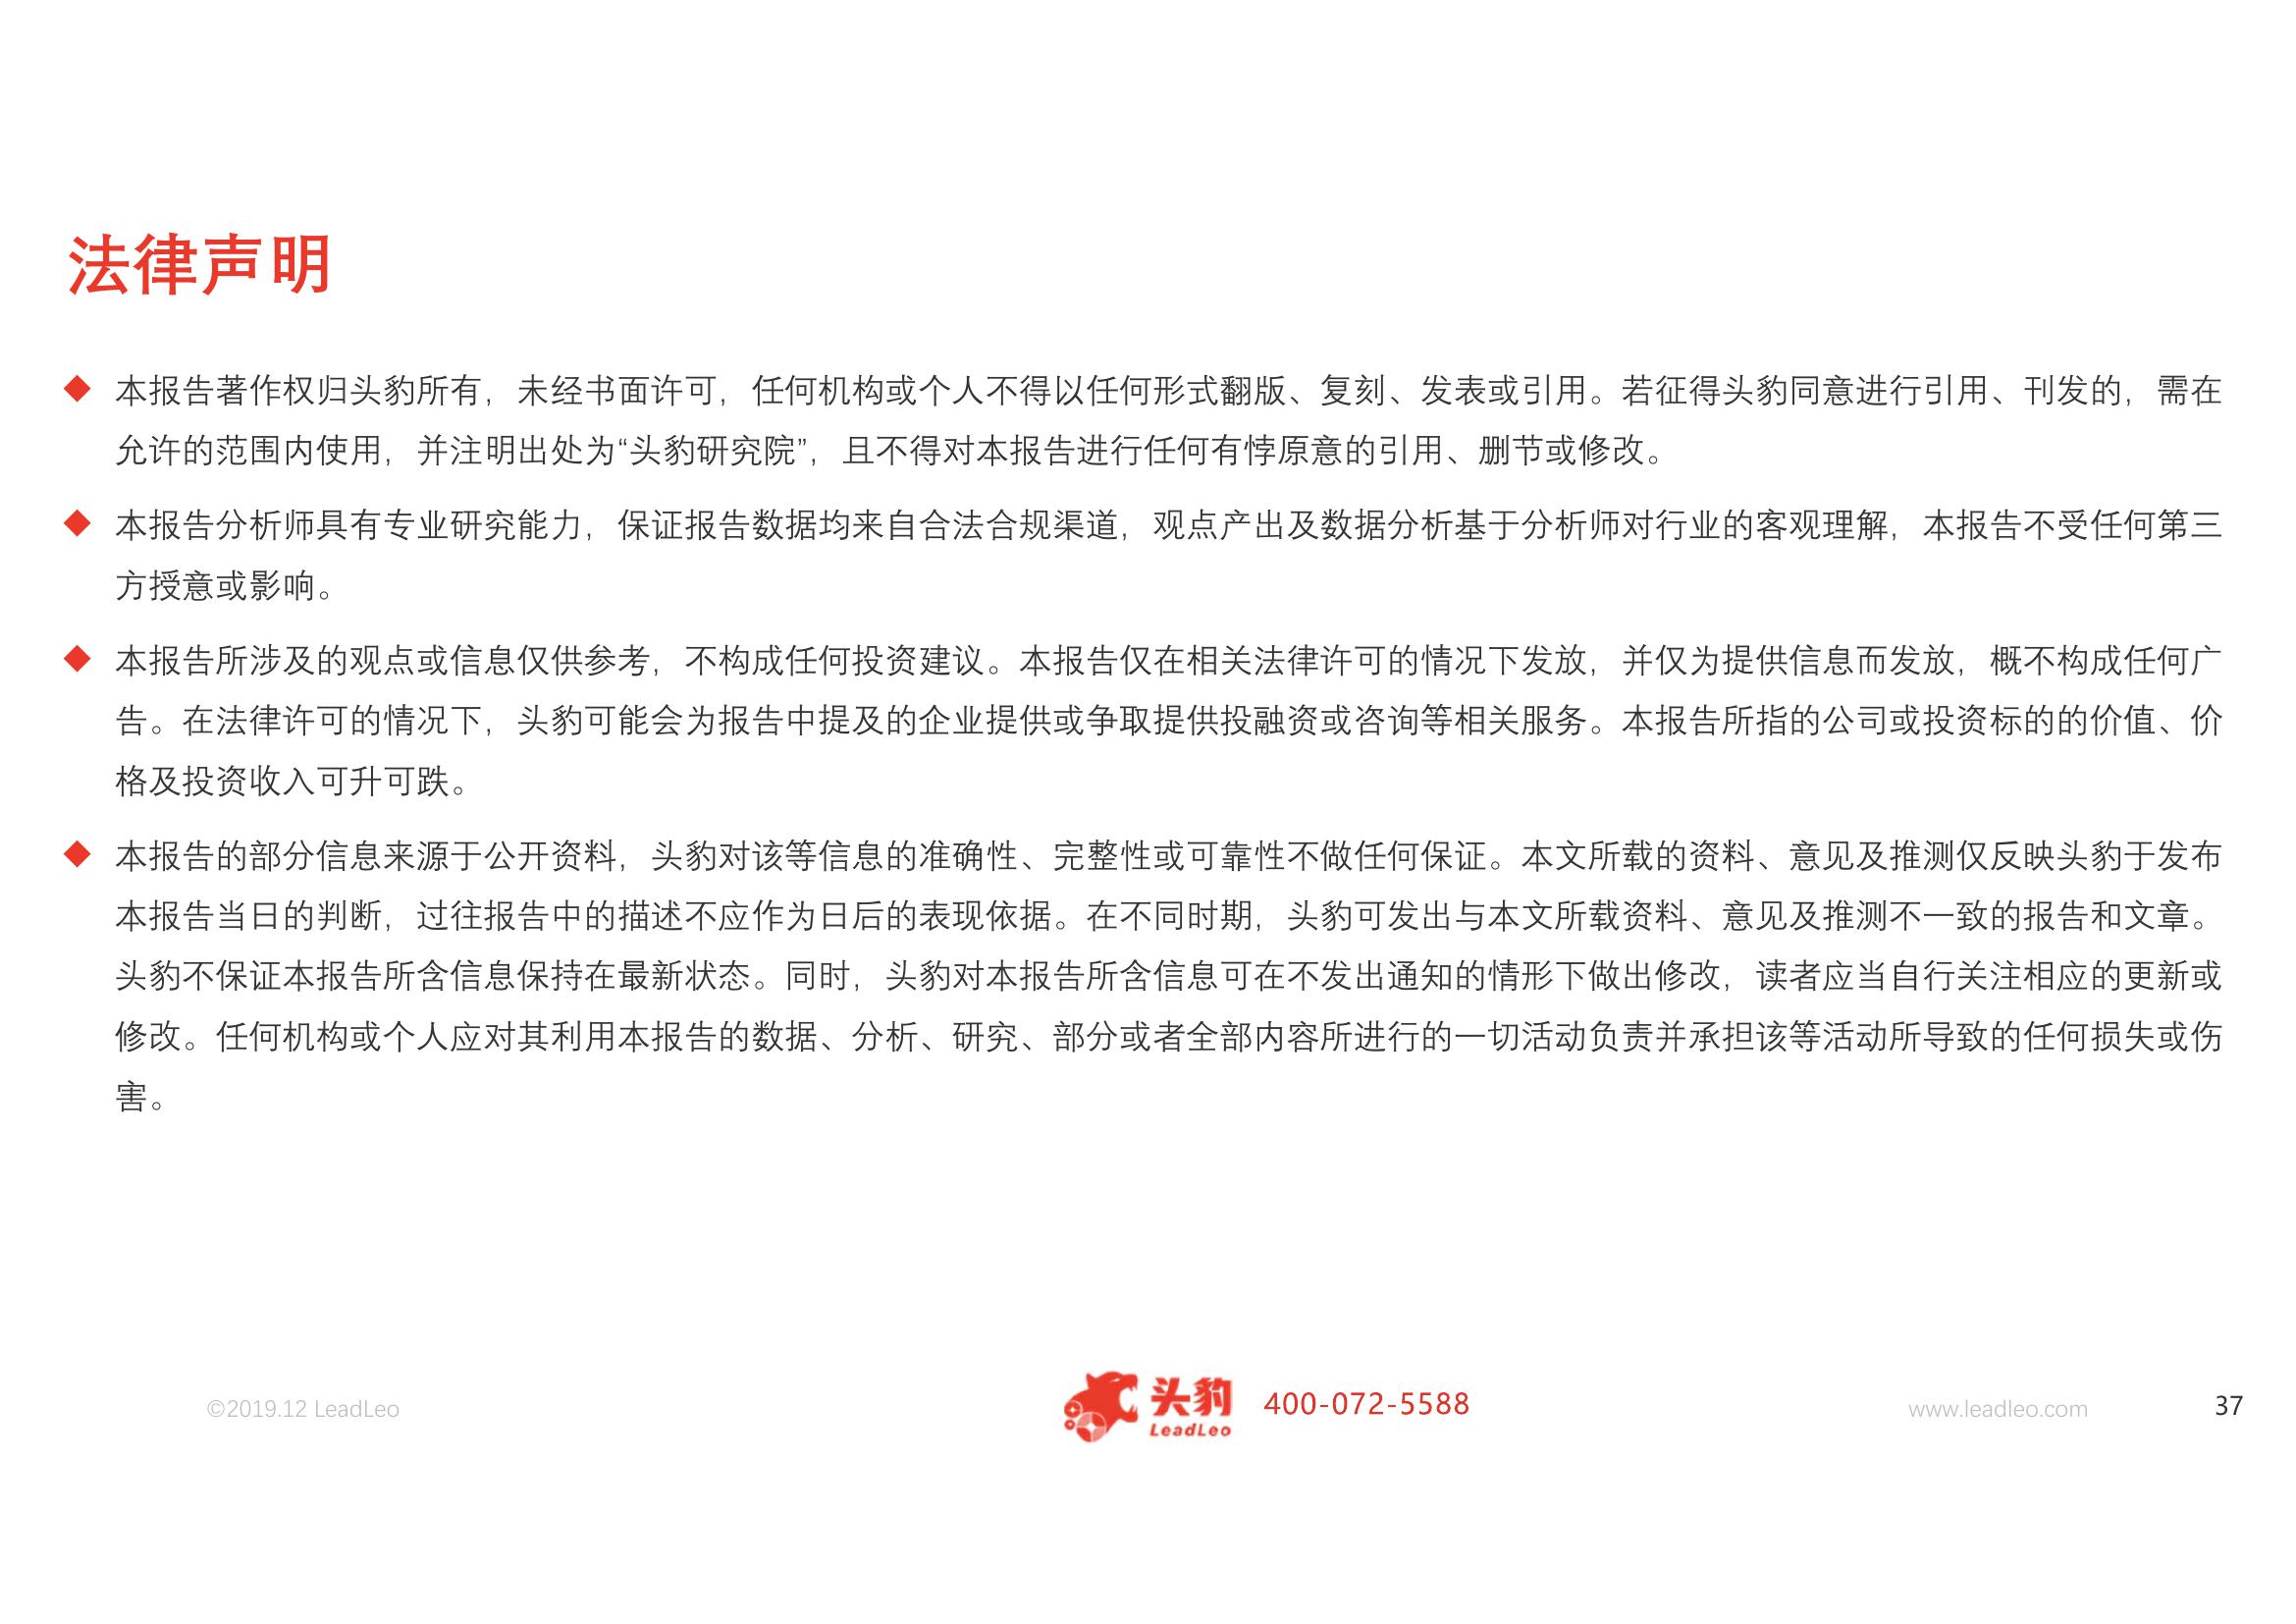 法律声明
◆ 本报告著作权归头豹所有，未经书面许可，任何机构或个人不得以任何形式翻版、复刻、发表或引用。若征得头豹同意进行引用、刊发的，需在
允许的范围内使用，并注明出处为“头豹研究院”，且不得对本报告进行任何有悖原意的引用、删节或修改。
◆ 本报告分析师具有专业研究能力，保证报告数据均来自合法合规渠道，观点产出及数据分析基于分析师对行业的客观理解，本报告不受任何第三
方授意或影响。
◆ 本报告所涉及的观点或信息仅供参考，不构成任何投资建议。本报告仅在相关法律许可的情况下发放，并仅为提供信息而发放，概不构成任何广
告。在法律许可的情况下，头豹可能会为报告中提及的企业提供或争取提供投融资或咨询等相关服务。本报告所指的公司或投资标的的价值、价
格及投资收入可升可跌。
◆ 本报告的部分信息来源于公开资料，头豹对该等信息的准确性、完整性或可靠性不做任何保证。本文所载的资料、意见及推测仅反映头豹于发布
本报告当日的判断，过往报告中的描述不应作为日后的表现依据。在不同时期，头豹可发出与本文所载资料、意见及推测不一致的报告和文章。
头豹不保证本报告所含信息保持在最新状态。同时，头豹对本报告所含信息可在不发出通知的情形下做出修改，读者应当自行关注相应的更新或
修改。任何机构或个人应对其利用本报告的数据、分析、研究、部分或者全部内容所进行的一切活动负责并承担该等活动所导致的任何损失或伤
害。
©2019.12 LeadLeo
头豹
LeadLeo
400-072-5588
www.leadleo.com
37